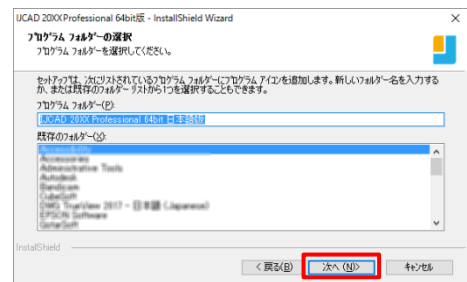 IJCAD 20XX Professional 64bit版 - InstallShield Wizard
プログラム フォルダーの選択
プログラム フォルダーを選択してください。
セットアップは、次にリストされているプログラム フォルダーにプログラム アイコンを追加します。新しいフォルダー名を入力する
か、または既存のフォルダー リストから1つを選択することもできます。
プログラム フォルダー(P):
IJCAD 20XX Professional 64bit 日本語版
既存のフォルダー(X):
Accessibility
Accessories
Administrative Tools
Autodesk
Bandicam
CubeSoft
DWG TrueView 2017 - 日本語 (Japanese)
EPSON Software
GstarSoft
InstallShield
< 戻る(B)
次へ (N)>
キャンセル